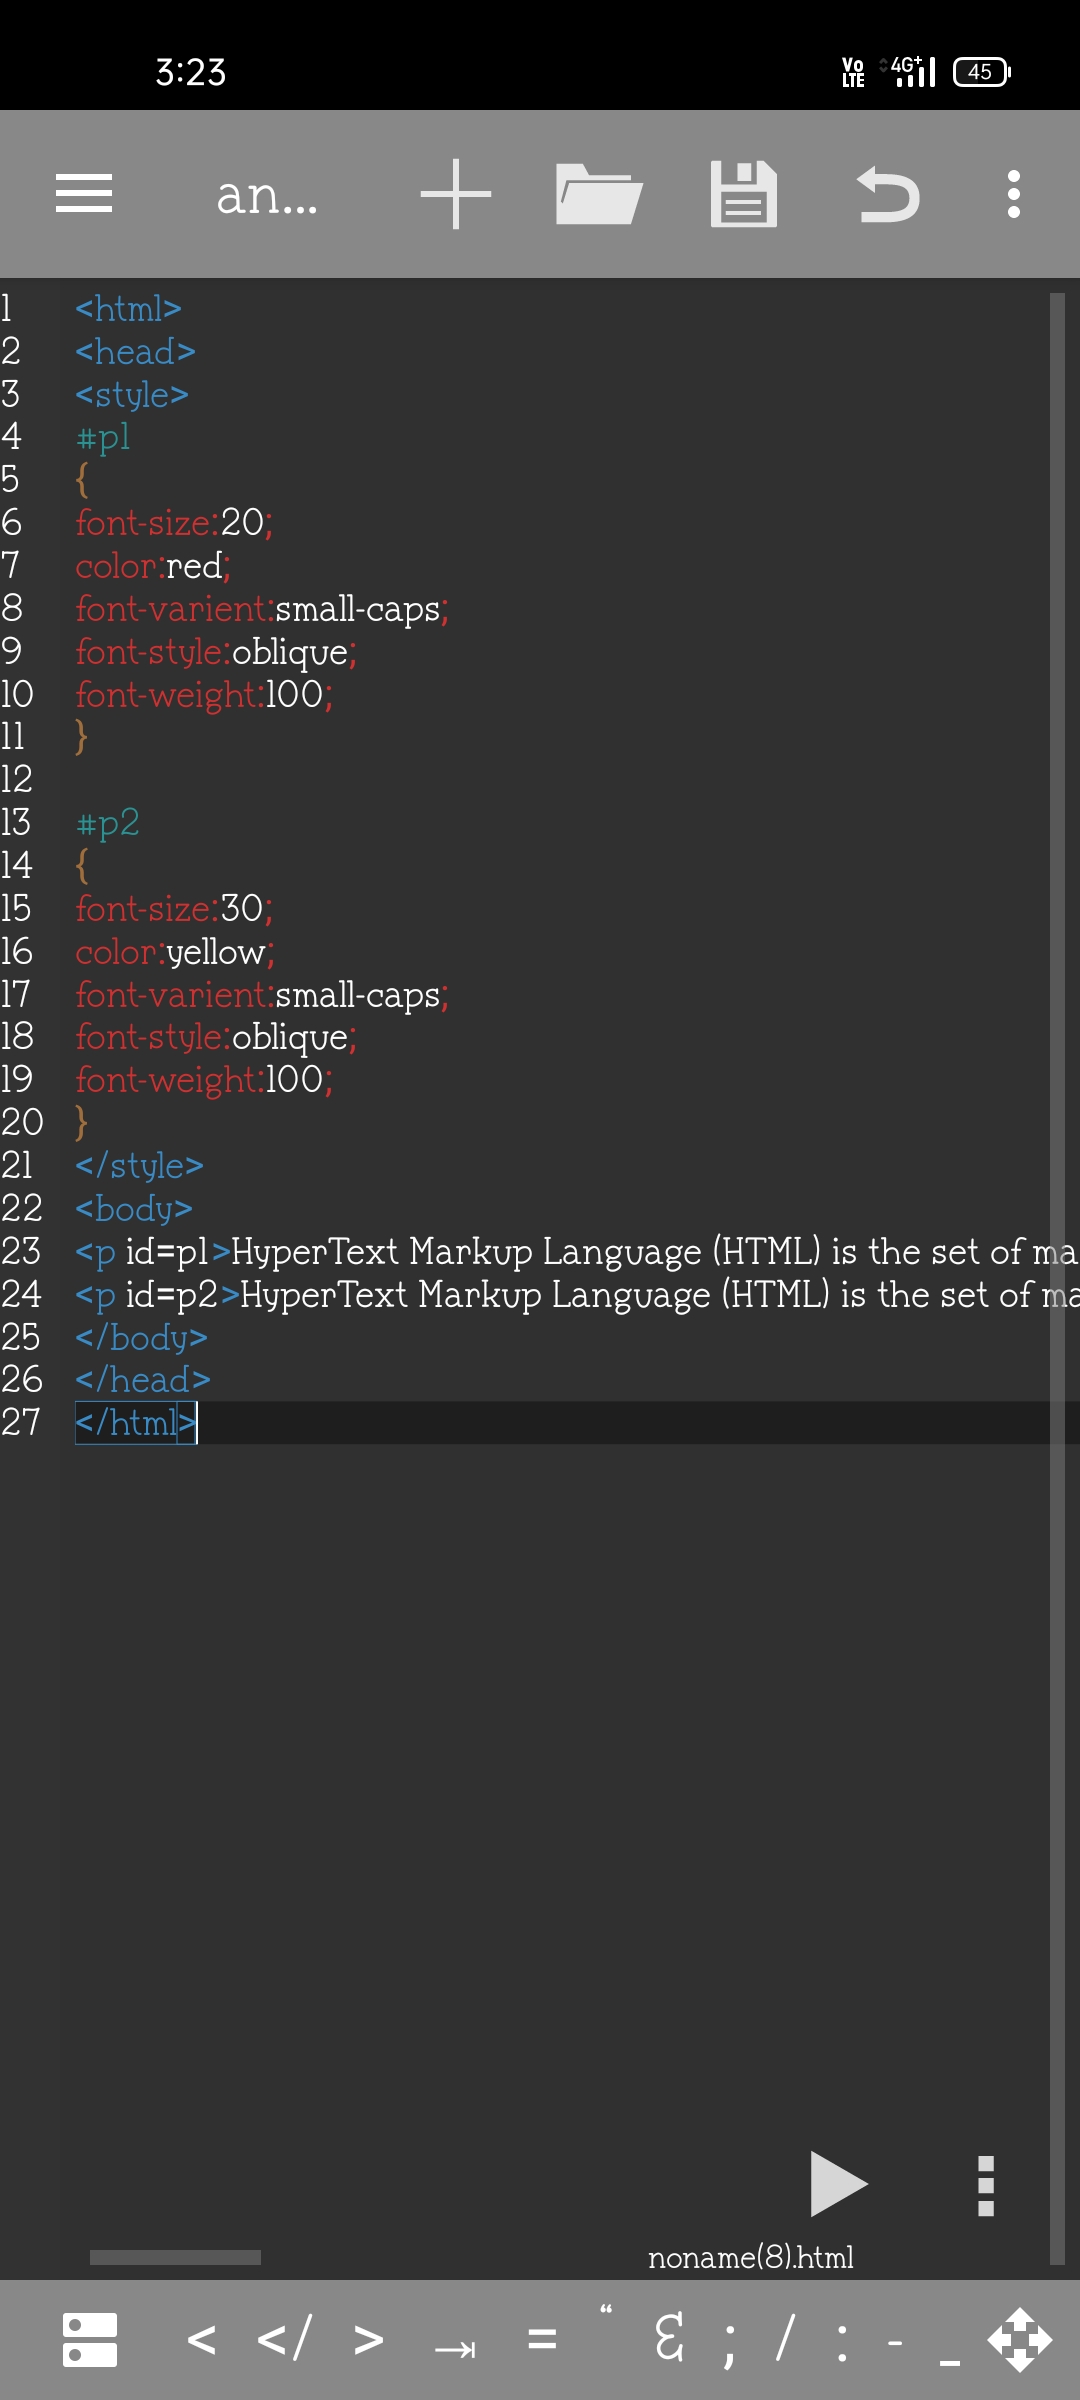 3:23
Vo LTE 4G+ 45
an...
1 <html>
2 <head>
3 <style>
4 #p1
5 {
6 font-size:20;
7 color:red;
8 font-varient:small-caps;
9 font-style:oblique;
10 font-weight:100;
11 }
12
13 #p2
14 {
15 font-size:30;
16 color:yellow;
17 font-varient:small-caps;
18 font-style:oblique;
19 font-weight:100;
20 }
21 </style>
22 <body>
23 <p id=p1>HyperText Markup Language (HTML) is the set of ma
24 <p id=p2>HyperText Markup Language (HTML) is the set of ma
25 </body>
26 </head>
27 </html>
noname(8).html
< </ > →| = “ & ; / : - _